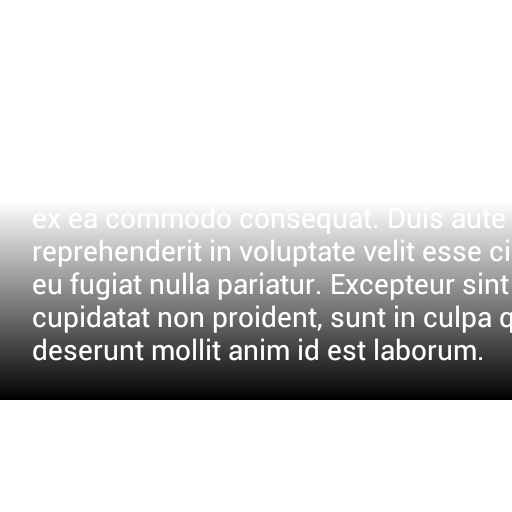 ex ea commodo consequat. Duis aute
reprehenderit in voluptate velit esse ci
eu fugiat nulla pariatur. Excepteur sint
cupidatat non proident, sunt in culpa q
deserunt mollit anim id est laborum.